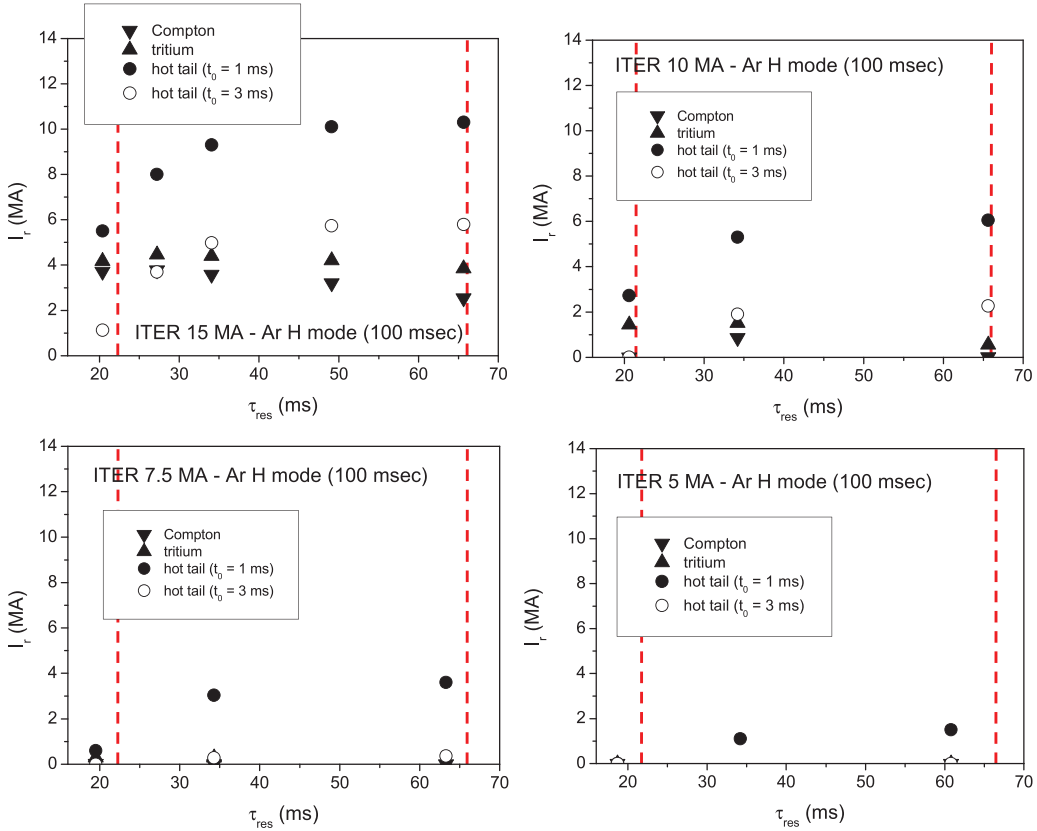 Compton
tritium
hot tail (t0 = 1 ms)
hot tail (t0 = 3 ms)
14
12
10
8
6
4
2
0
Ir (MA)
ITER 15 MA - Ar H mode (100 msec)
20 30 40 50 60 70
τres (ms)
ITER 10 MA - Ar H mode (100 msec)
Compton
tritium
hot tail (t0 = 1 ms)
hot tail (t0 = 3 ms)
14
12
10
8
6
4
2
0
Ir (MA)
20 30 40 50 60 70
τres (ms)
ITER 7.5 MA - Ar H mode (100 msec)
Compton
tritium
hot tail (t0 = 1 ms)
hot tail (t0 = 3 ms)
14
12
10
8
6
4
2
0
Ir (MA)
20 30 40 50 60 70
τres (ms)
ITER 5 MA - Ar H mode (100 msec)
Compton
tritium
hot tail (t0 = 1 ms)
hot tail (t0 = 3 ms)
14
12
10
8
6
4
2
0
Ir (MA)
20 30 40 50 60 70
τres (ms)